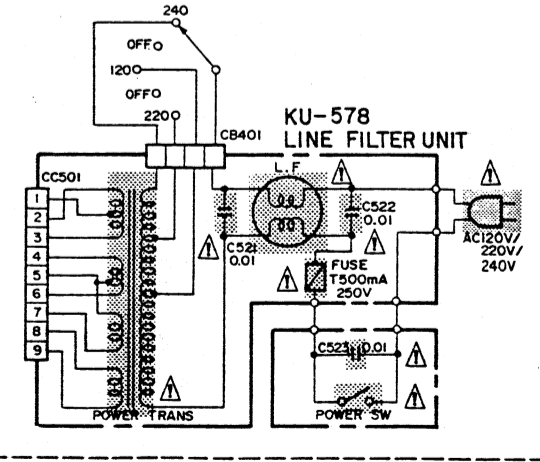 240
OFF
120
OFF
220
CB401
KU-578
LINE FILTER UNIT
CC501
L.F
1
2
3
4
5
6
7
8
9
C521
0.01
C522
0.01
AC120V/
220V/
240V
FUSE
T500mA
250V
C523 0.01
POWER TRANS
POWER SW